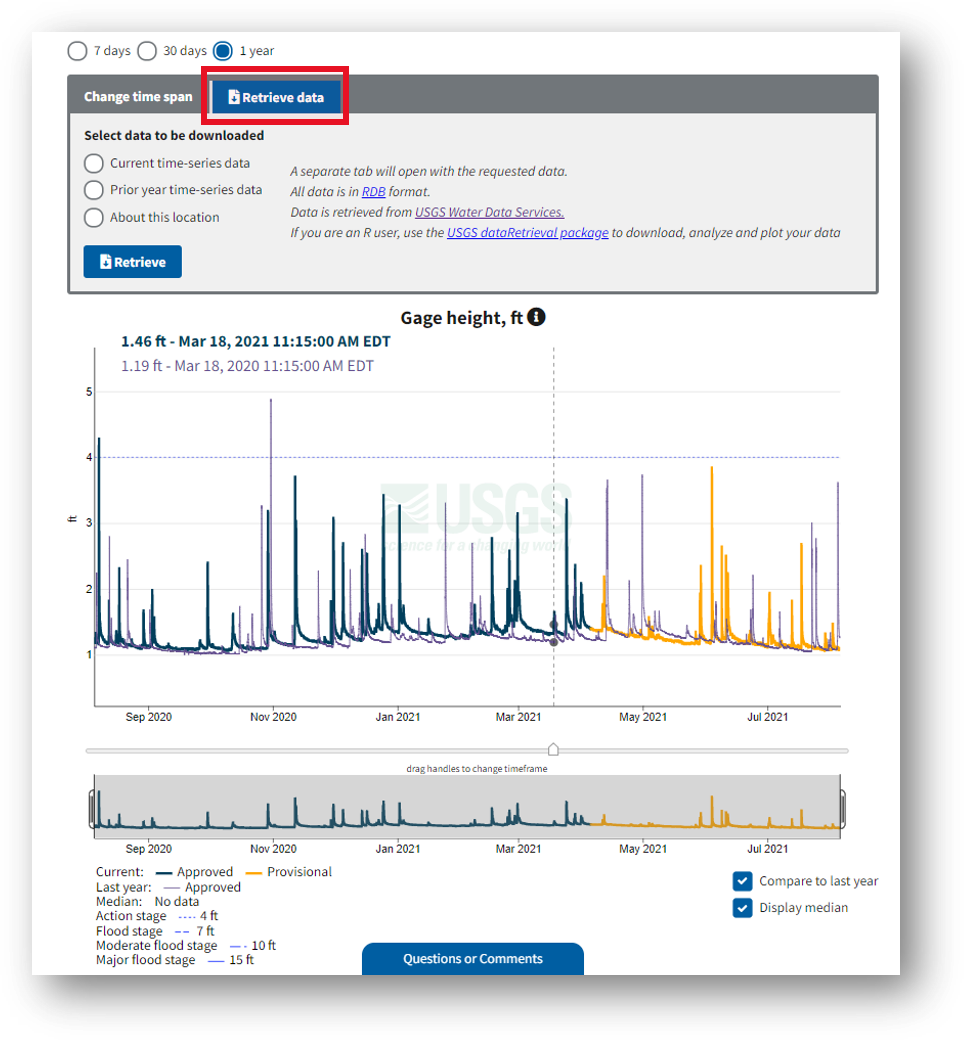 7 days 30 days 1 year
Change time span Retrieve data
Select data to be downloaded
Current time-series data
Prior year time-series data
About this location
A separate tab will open with the requested data.
All data is in RDB format.
Data is retrieved from USGS Water Data Services.
If you are an R user, use the USGS dataRetrieval package to download, analyze and plot your data
Retrieve
Gage height, ft i
1.46 ft - Mar 18, 2021 11:15:00 AM EDT
1.19 ft - Mar 18, 2020 11:15:00 AM EDT
5
4
3
2
1
ft
USGS
science for a changing world
Sep 2020 Nov 2020 Jan 2021 Mar 2021 May 2021 Jul 2021
drag handles to change timeframe
Sep 2020 Nov 2020 Jan 2021 Mar 2021 May 2021 Jul 2021
Current: Approved Provisional
Last year: Approved
Median: No data
Action stage 4 ft
Flood stage 7 ft
Moderate flood stage 10 ft
Major flood stage 15 ft
Compare to last year
Display median
Questions or Comments